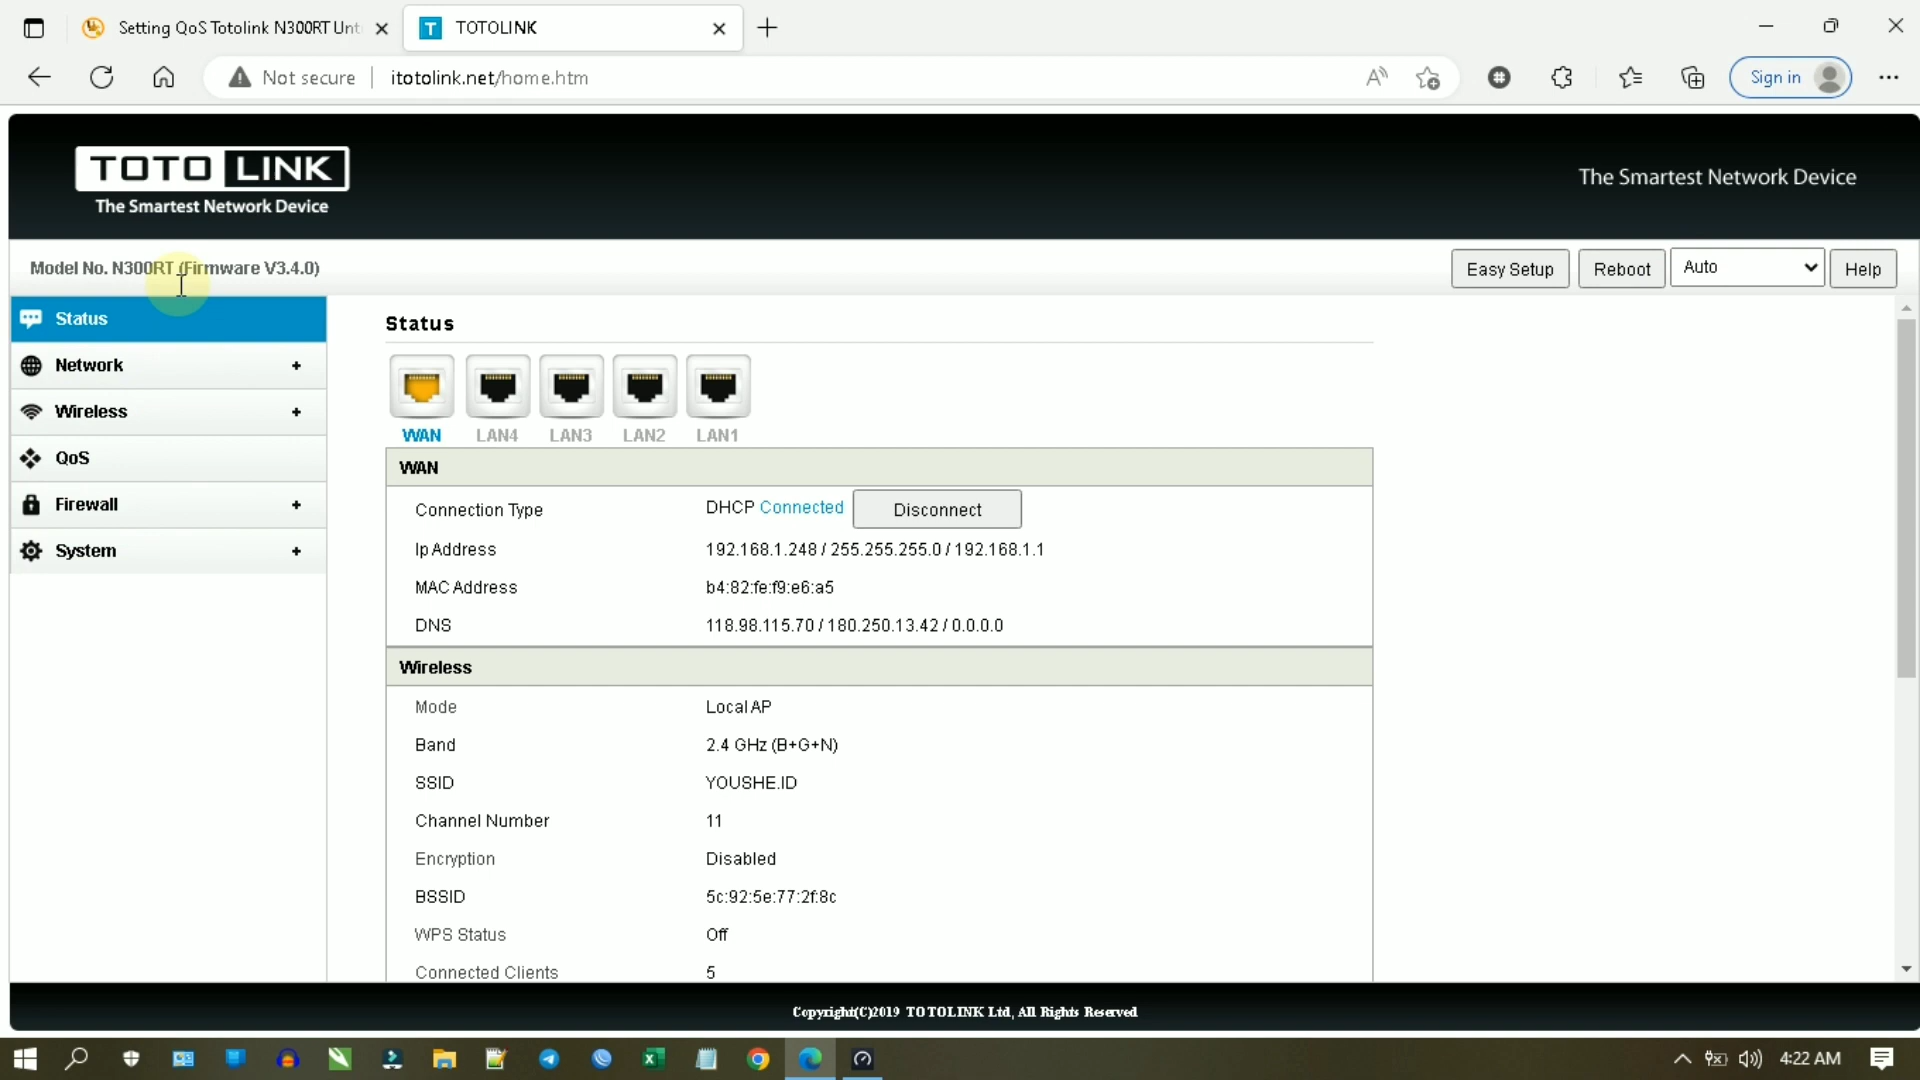 Setting QoS Totolink N300RT Unt
TOTOLINK
Not secure
itotolink.net/home.htm
Sign in
TOTO LINK
The Smartest Network Device
The Smartest Network Device
Model No. N300RT (Firmware V3.4.0)
Easy Setup
Reboot
Auto
Help
Status
Network +
Wireless +
QoS
Firewall +
System +
Status
WAN LAN4 LAN3 LAN2 LAN1
WAN
Connection Type DHCP Connected Disconnect
Ip Address 192.168.1.248 / 255.255.255.0 / 192.168.1.1
MAC Address b4:82:fe:f9:e6:a5
DNS 118.98.115.70 / 180.250.13.42 / 0.0.0.0
Wireless
Mode Local AP
Band 2.4 GHz (B+G+N)
SSID YOUSHE.ID
Channel Number 11
Encryption Disabled
BSSID 5c:92:5e:77:2f:8c
WPS Status Off
Connected Clients 5
Copyright(C)2019 TOTOLINK Ltd, All Rights Reserved
4:22 AM